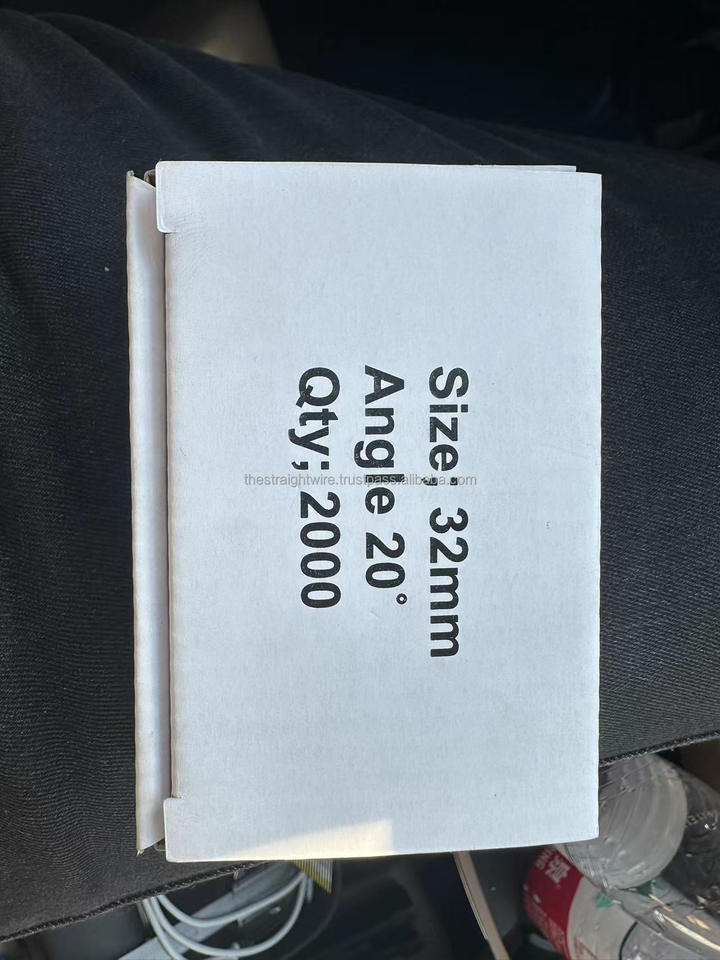 Size; 32mm
Angle 20°
Qty; 2000
thestraightwire.trustpass.alibaba.com